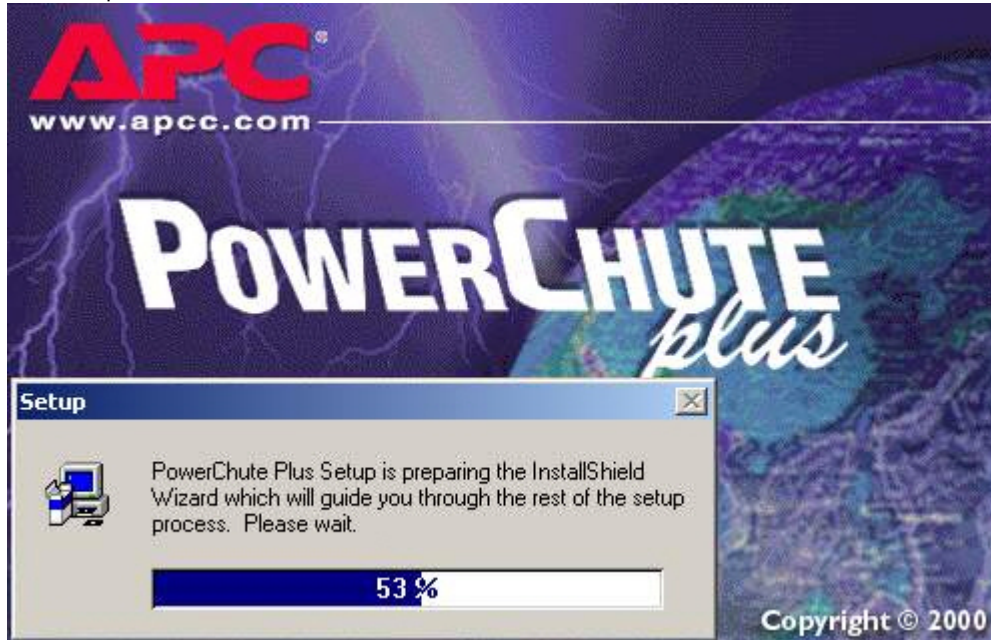 APC®
www.apcc.com
POWERCHUTE
plus
Setup
PowerChute Plus Setup is preparing the InstallShield
Wizard which will guide you through the rest of the setup
process. Please wait.
53 %
Copyright © 2000